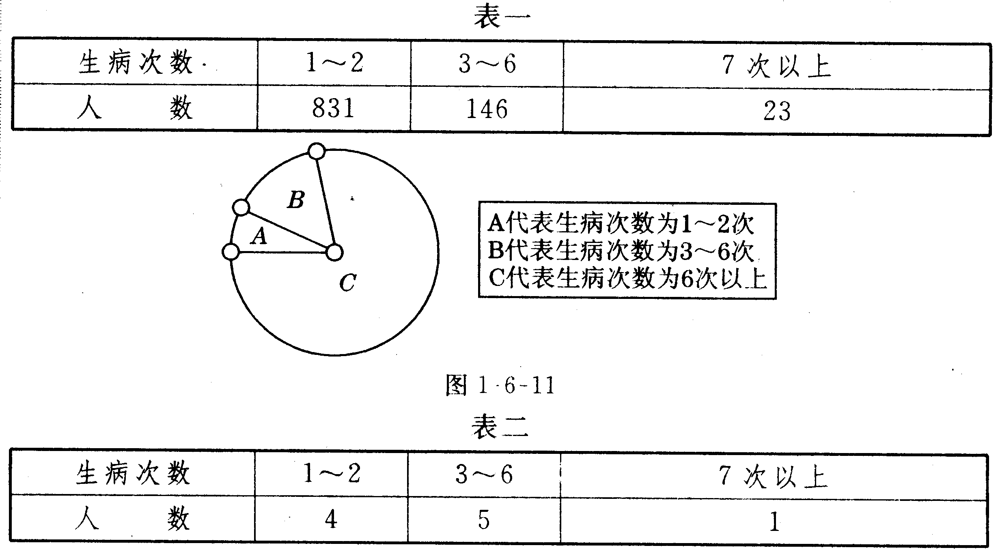 表一
生病次数 1～2 3～6 7次以上
人数 831 146 23
B
A
C
A代表生病次数为1～2次
B代表生病次数为3～6次
C代表生病次数为6次以上
图 1-6-11
表二
生病次数 1～2 3～6 7次以上
人数 4 5 1